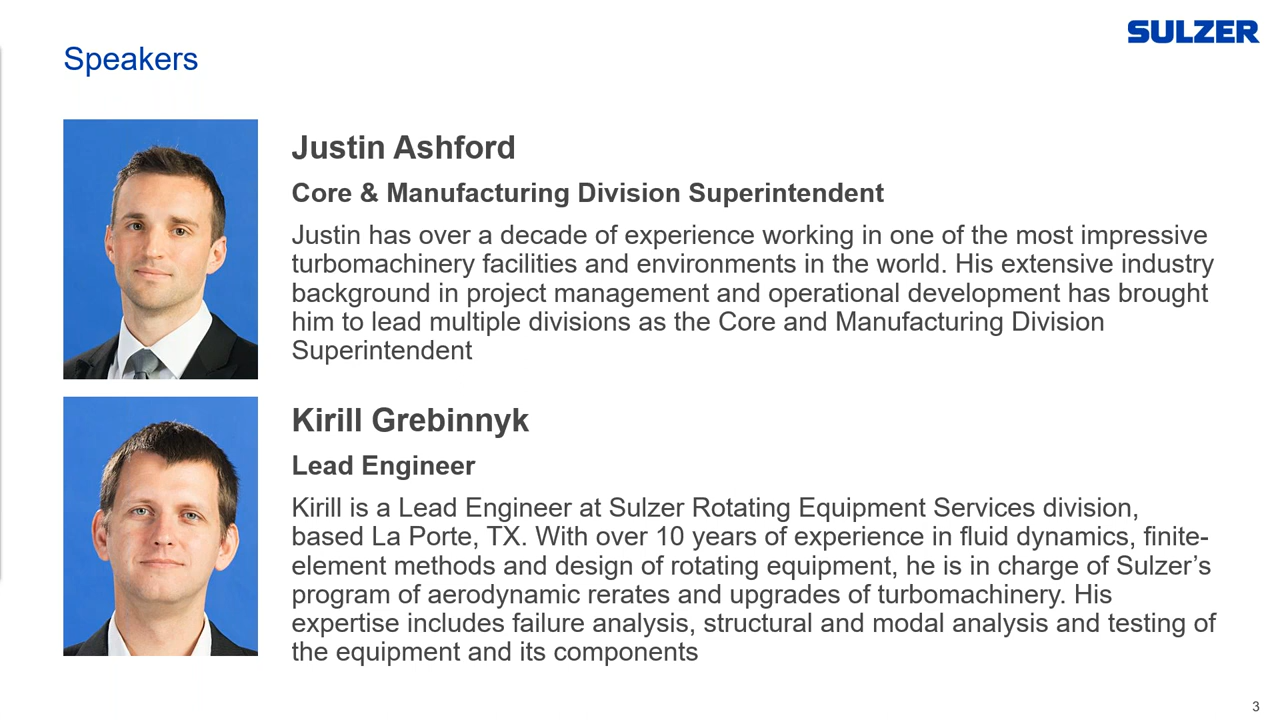 SULZER
Speakers
Justin Ashford
Core & Manufacturing Division Superintendent
Justin has over a decade of experience working in one of the most impressive
turbomachinery facilities and environments in the world. His extensive industry
background in project management and operational development has brought
him to lead multiple divisions as the Core and Manufacturing Division
Superintendent
Kirill Grebinnyk
Lead Engineer
Kirill is a Lead Engineer at Sulzer Rotating Equipment Services division,
based La Porte, TX. With over 10 years of experience in fluid dynamics, finite-
element methods and design of rotating equipment, he is in charge of Sulzer’s
program of aerodynamic rerates and upgrades of turbomachinery. His
expertise includes failure analysis, structural and modal analysis and testing of
the equipment and its components
3